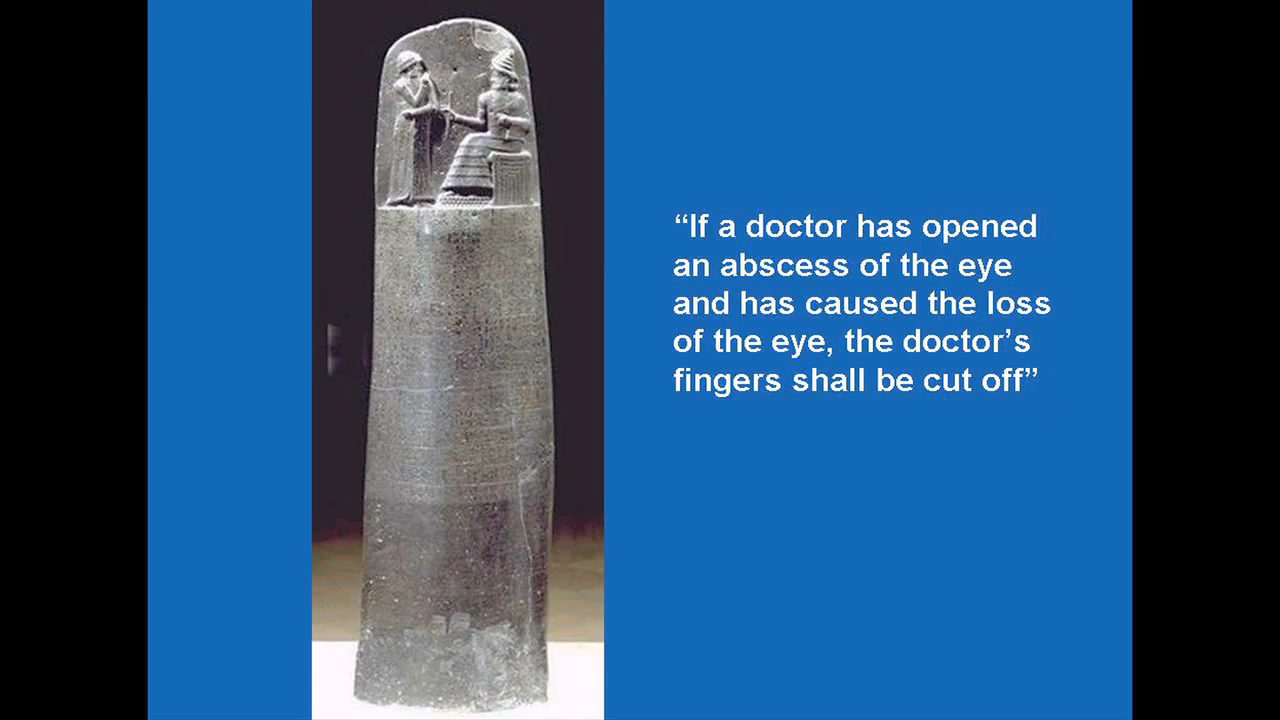 “If a doctor has opened
an abscess of the eye
and has caused the loss
of the eye, the doctor’s
fingers shall be cut off”